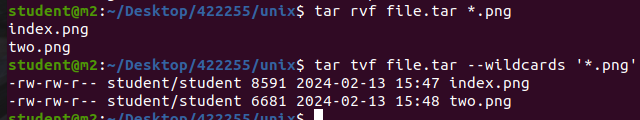 student@m2:~/Desktop/422255/unix$ tar rvf file.tar *.png
index.png
two.png
student@m2:~/Desktop/422255/unix$ tar tvf file.tar --wildcards '*.png'
-rw-rw-r-- student/student 8591 2024-02-13 15:47 index.png
-rw-rw-r-- student/student 6681 2024-02-13 15:48 two.png
student@m2:~/Desktop/422255/unix$